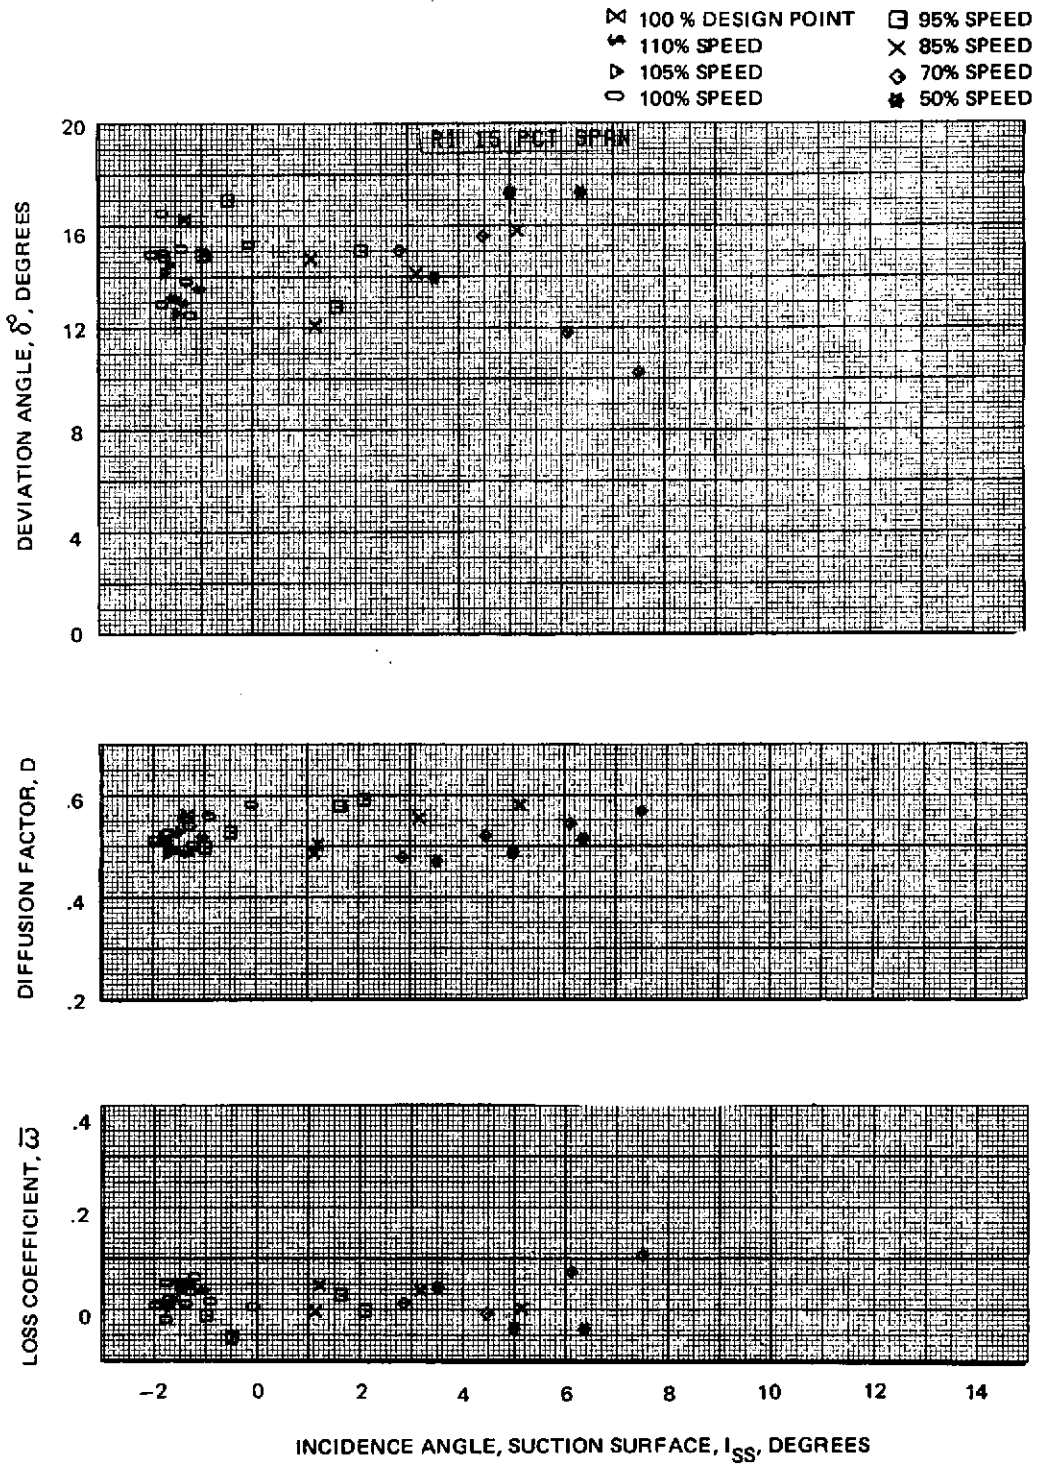 100 % DESIGN POINT
110% SPEED
105% SPEED
100% SPEED
95% SPEED
85% SPEED
70% SPEED
50% SPEED
R1 15 PCT SPAN
DEVIATION ANGLE, δ°, DEGREES
20
16
12
8
4
0
DIFFUSION FACTOR, D
.6
.4
.2
LOSS COEFFICIENT, ω̅
.4
.2
0
−2 0 2 4 6 8 10 12 14
INCIDENCE ANGLE, SUCTION SURFACE, ISS, DEGREES